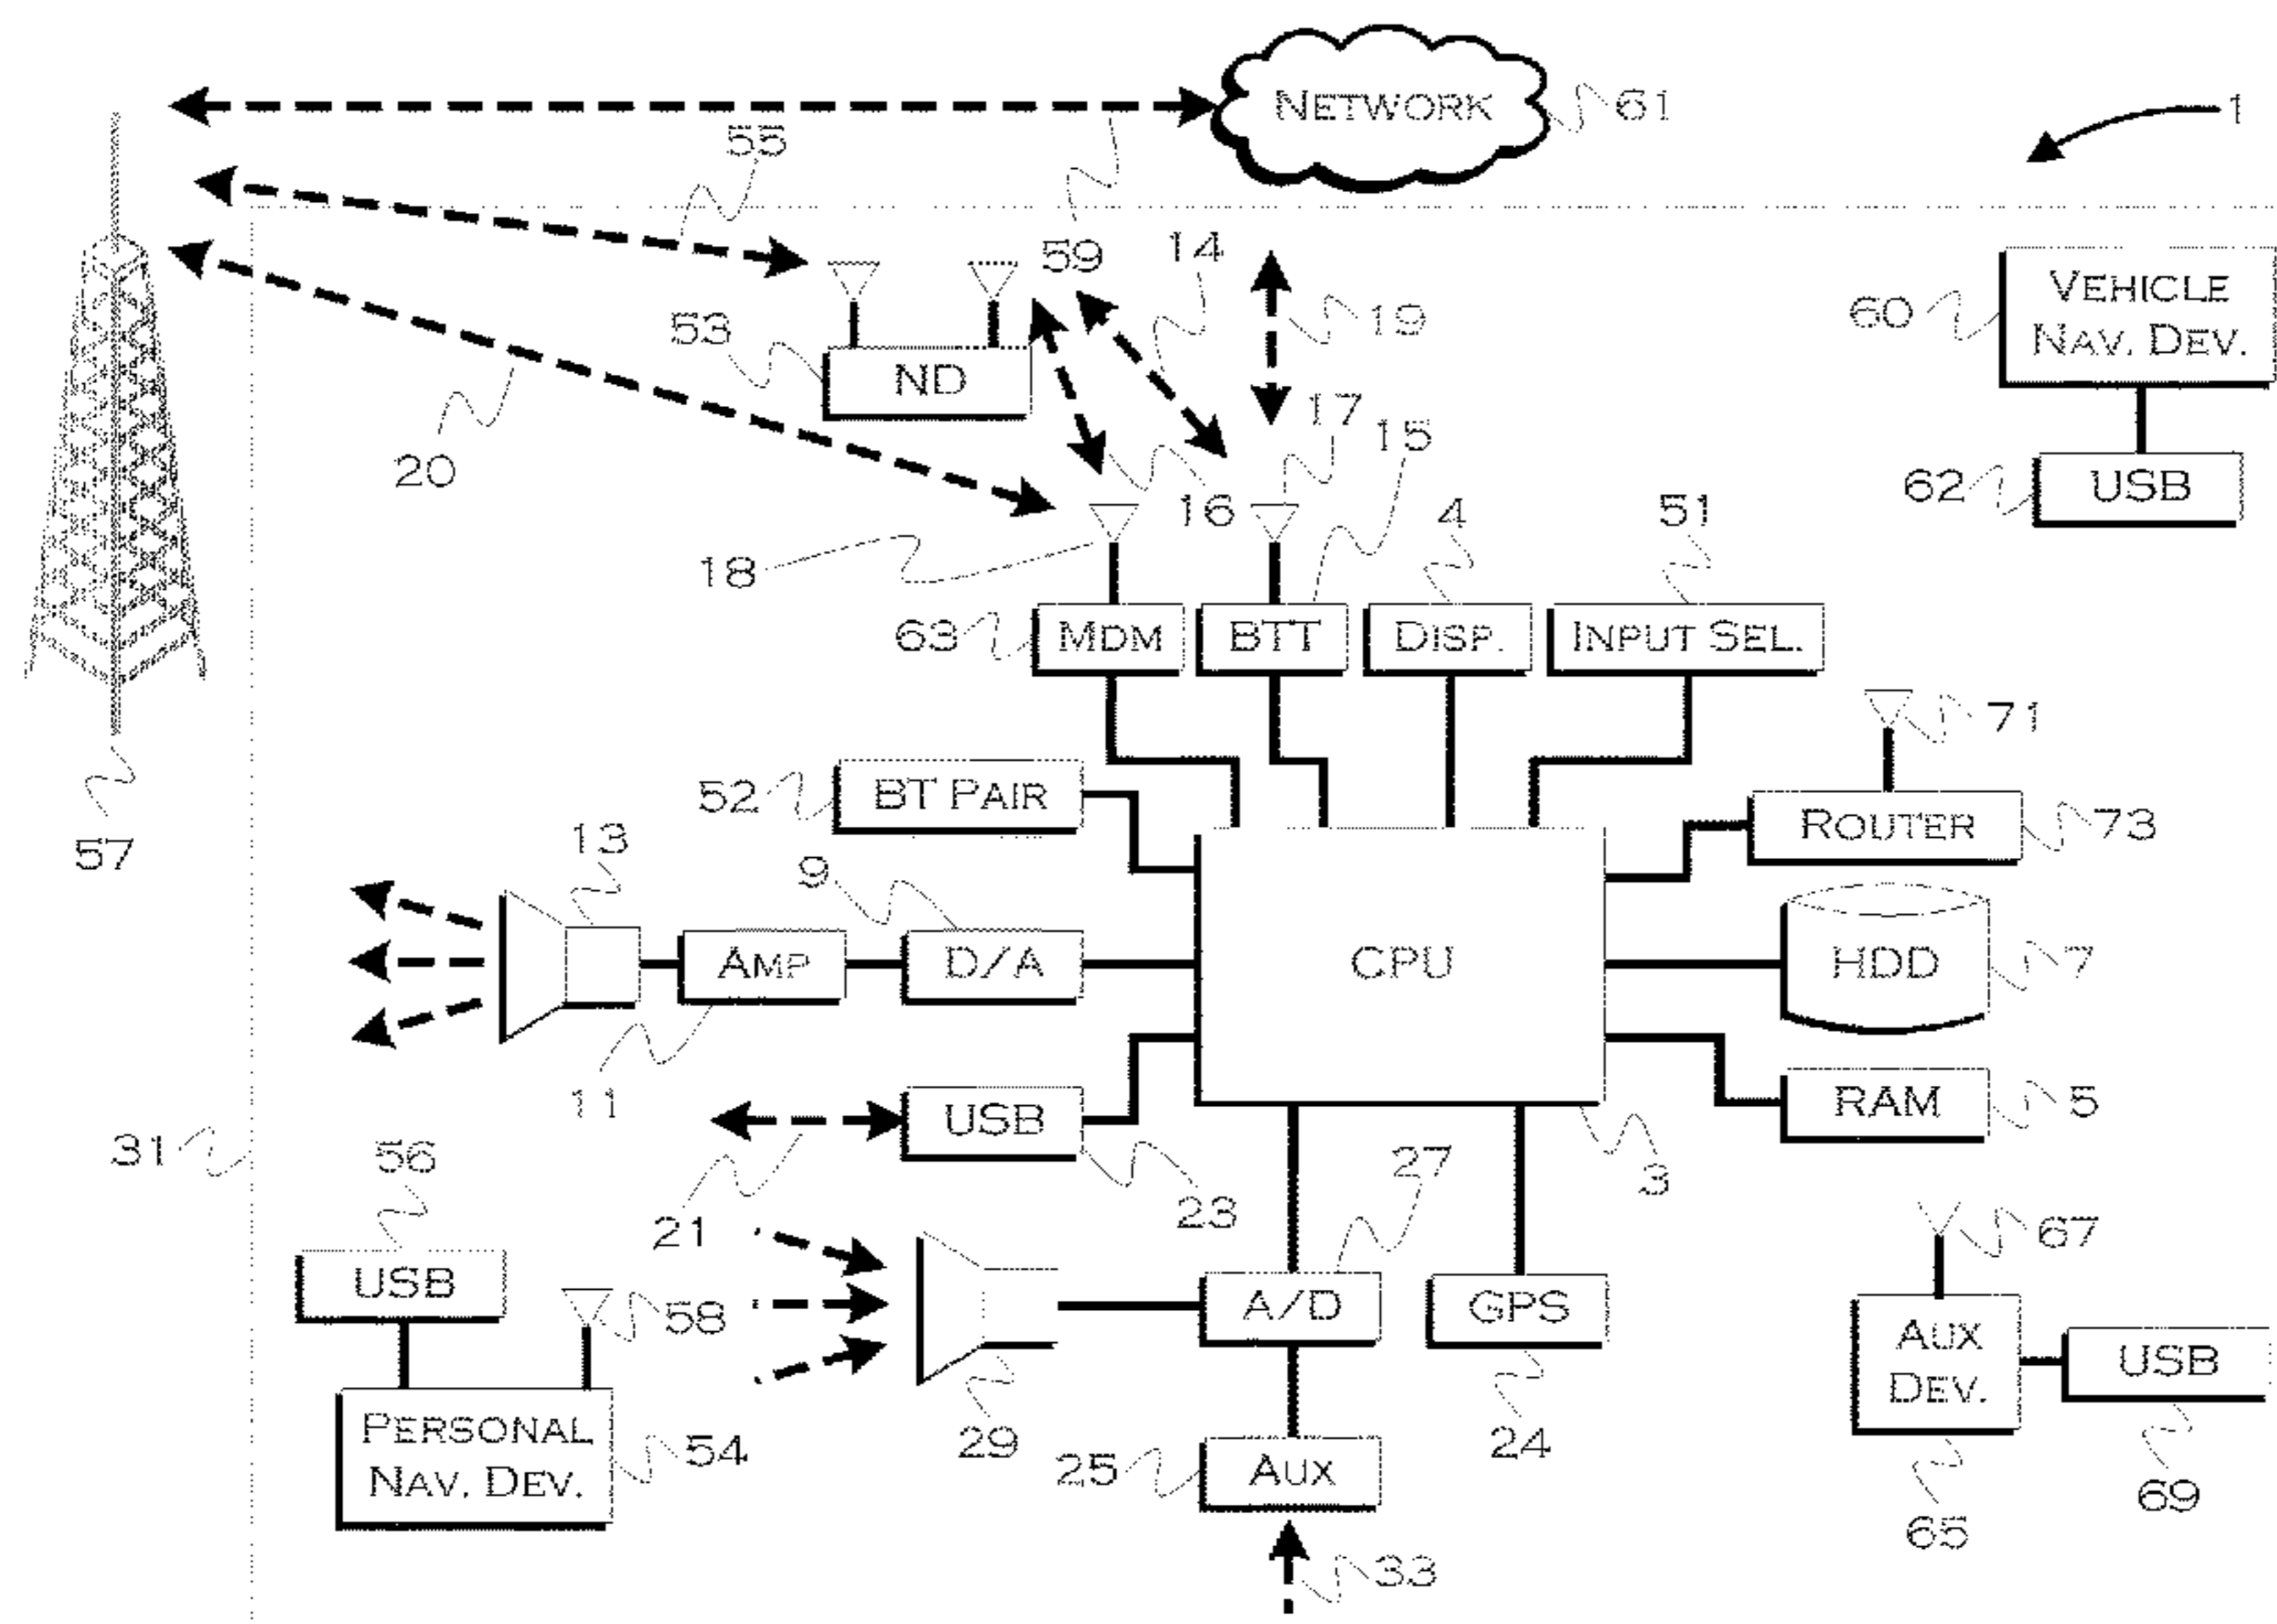 NETWORK
61
1
55
59
14
19
53
ND
60
VEHICLE
NAV. DEV.
17
15
20
62
USB
16
4
51
18
63
MDM
BTT
DISP.
INPUT SEL.
71
52
BT PAIR
ROUTER
73
57
13
9
AMP
D/A
CPU
HDD
7
11
USB
RAM
5
31
56
21
23
27
3
67
USB
58
A/D
GPS
AUX
DEV.
USB
PERSONAL
NAV. DEV.
54
29
25
AUX
24
65
69
33